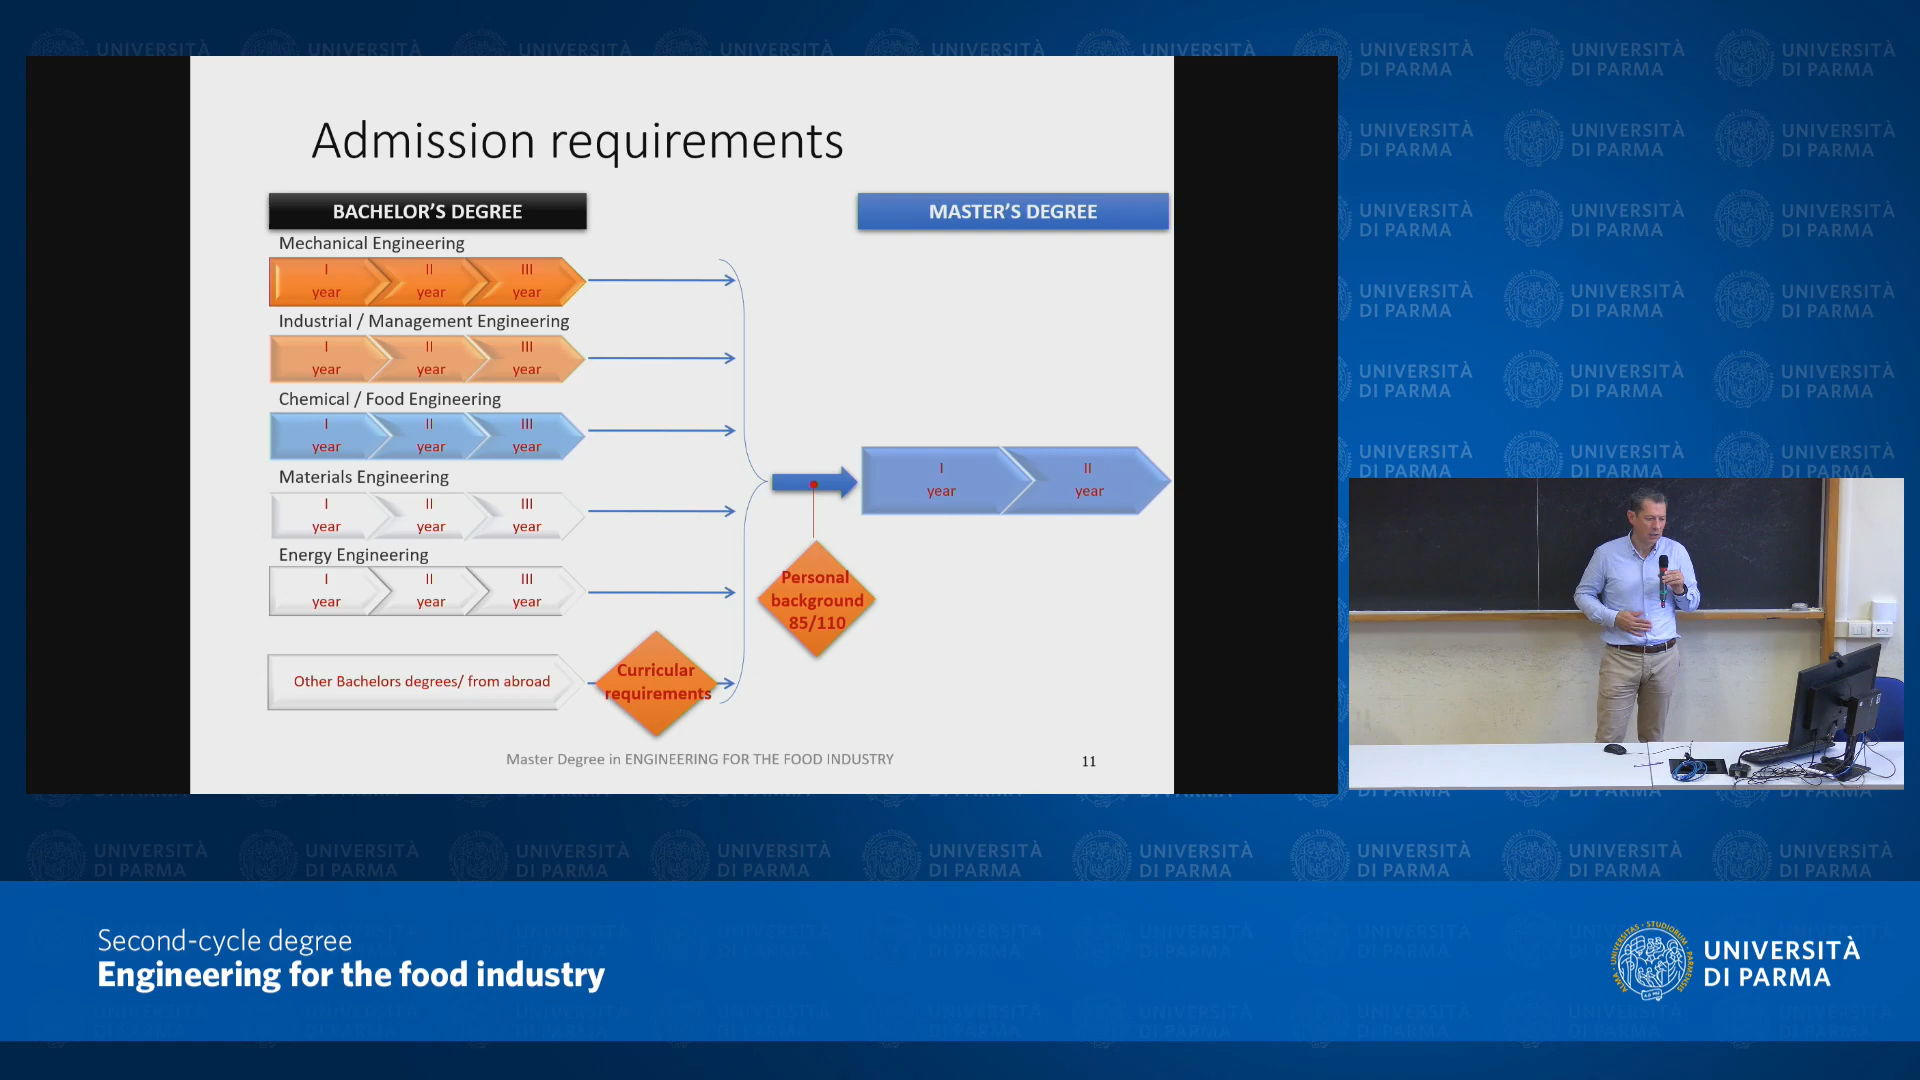 Admission requirements
BACHELOR'S DEGREE
MASTER'S DEGREE
Mechanical Engineering
I year
II year
III year
Industrial / Management Engineering
I year
II year
III year
Chemical / Food Engineering
I year
II year
III year
Materials Engineering
I year
II year
III year
Energy Engineering
I year
II year
III year
I year
II year
Personal
background
85/110
Other Bachelors degrees/ from abroad
Curricular
requirements
Master Degree in ENGINEERING FOR THE FOOD INDUSTRY
11
Second-cycle degree
Engineering for the food industry
UNIVERSITÀ
DI PARMA